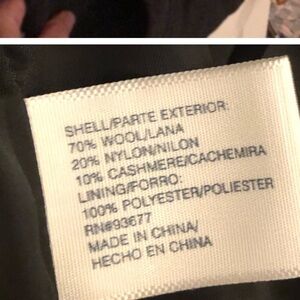 SHELL/PARTE EXTERIOR:
70% WOOL/LANA
20% NYLON/NILON
10% CASHMERE/CACHEMIRA
LINING/FORRO:
100% POLYESTER/POLIESTER
RN#93677
MADE IN CHINA/
HECHO EN CHINA